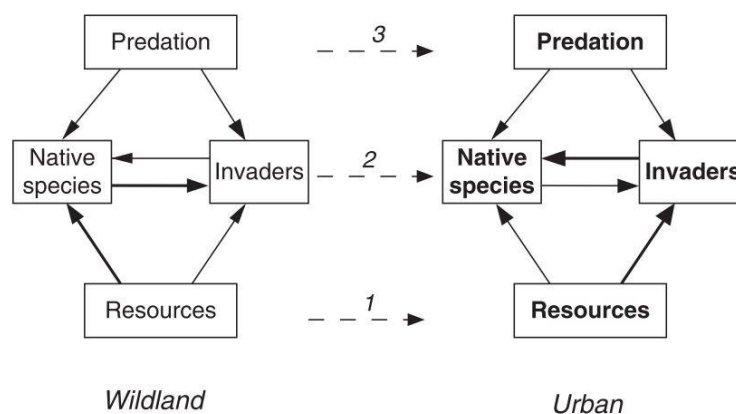 Predation
3
Predation
Native
species
Invaders
2
Native
species
Invaders
Resources
1
Resources
Wildland
Urban